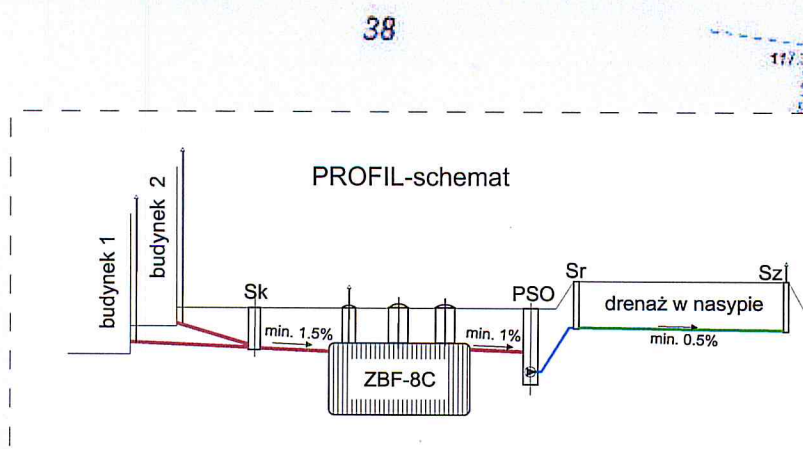 38
117.
PROFIL-schemat
budynek 1
budynek 2
Sk
min. 1.5%
ZBF-8C
min. 1%
PSO
Sr
drenaż w nasypie
min. 0.5%
Sz